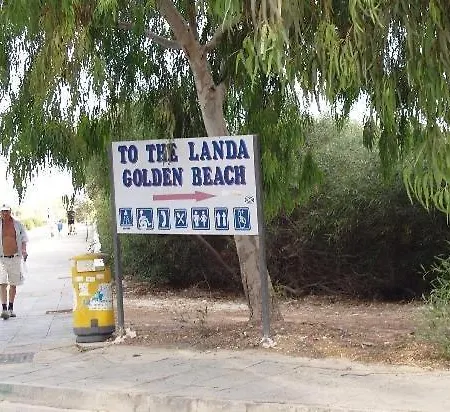 TO THE LANDA
GOLDEN BEACH